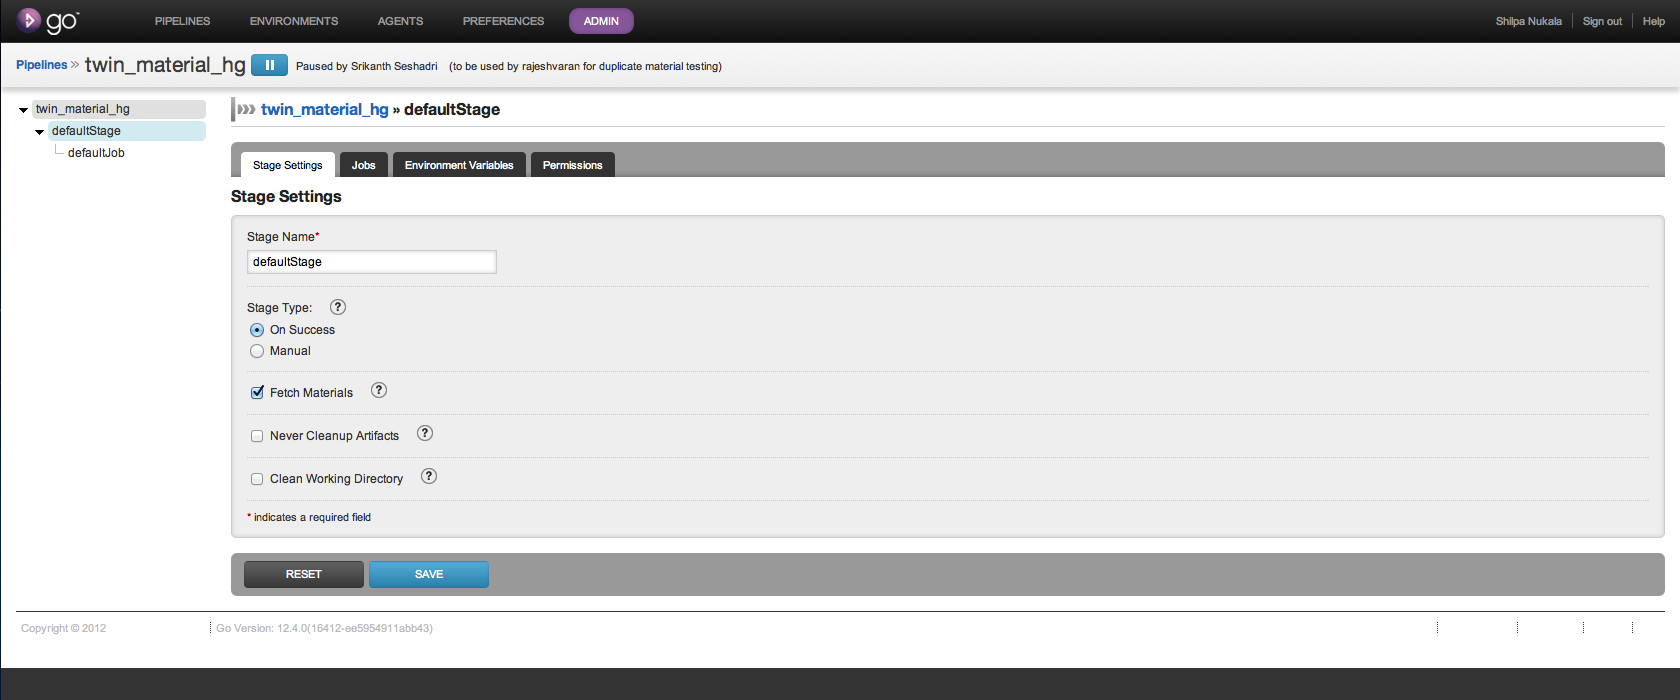 go™ PIPELINES ENVIRONMENTS AGENTS PREFERENCES ADMIN Shilpa Nukala Sign out Help
Pipelines » twin_material_hg Paused by Srikanth Seshadri (to be used by rajeshvaran for duplicate material testing)
twin_material_hg
defaultStage
defaultJob
twin_material_hg » defaultStage
Stage Settings Jobs Environment Variables Permissions
Stage Settings
Stage Name*
defaultStage
Stage Type: ?
On Success
Manual
Fetch Materials ?
Never Cleanup Artifacts ?
Clean Working Directory ?
* indicates a required field
RESET SAVE
Copyright © 2012 Go Version: 12.4.0(16412-ee5954911abb43)